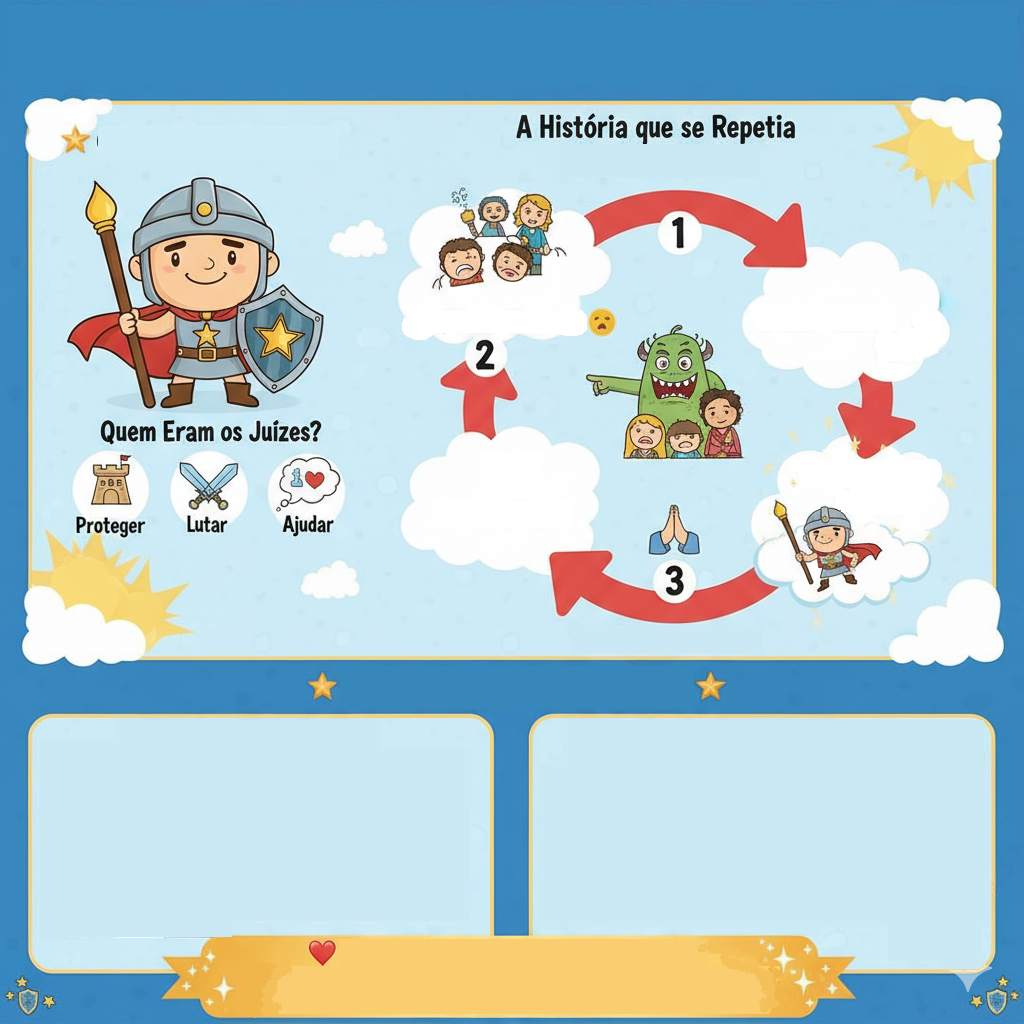 A História que se Repetia
1
2
3
Quem Eram os Juízes?
Proteger
Lutar
Ajudar